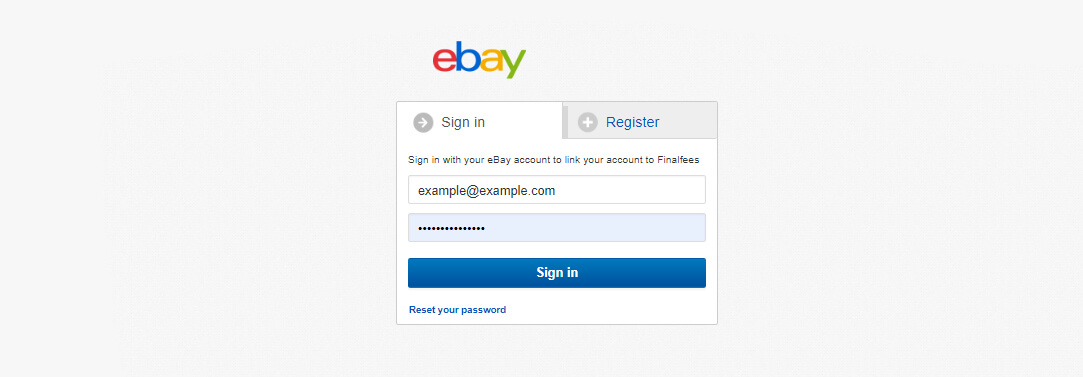 ebay
Sign in
Register
Sign in with your eBay account to link your account to Finalfees
example@example.com
•••••••••••••••
Sign in
Reset your password